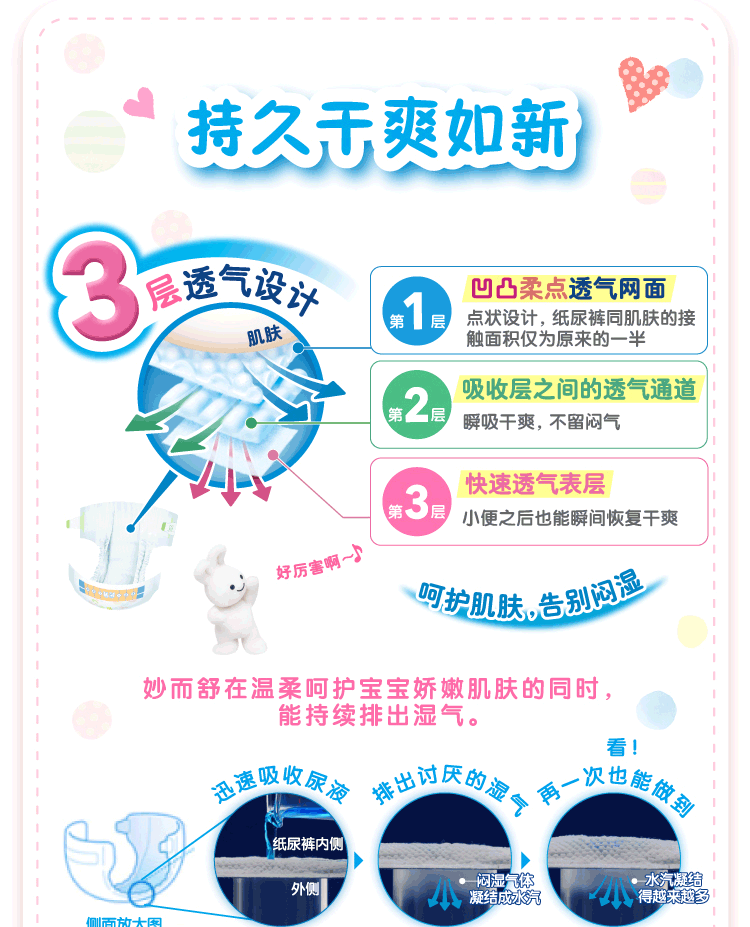 持久干爽如新
3层透气设计
肌肤
第1层
凹凸柔点透气网面
点状设计，纸尿裤同肌肤的接
触面积仅为原来的一半
第2层
吸收层之间的透气通道
瞬吸干爽，不留闷气
第3层
快速透气表层
小便之后也能瞬间恢复干爽
好厉害啊～♪
呵护肌肤，告别闷湿
妙而舒在温柔呵护宝宝娇嫩肌肤的同时，
能持续排出湿气。
看！
迅速吸收尿液
排出讨厌的湿气
再一次也能做到
纸尿裤内侧
外侧
闷湿气体
凝结成水汽
水汽凝结
得越来越多
侧面放大图